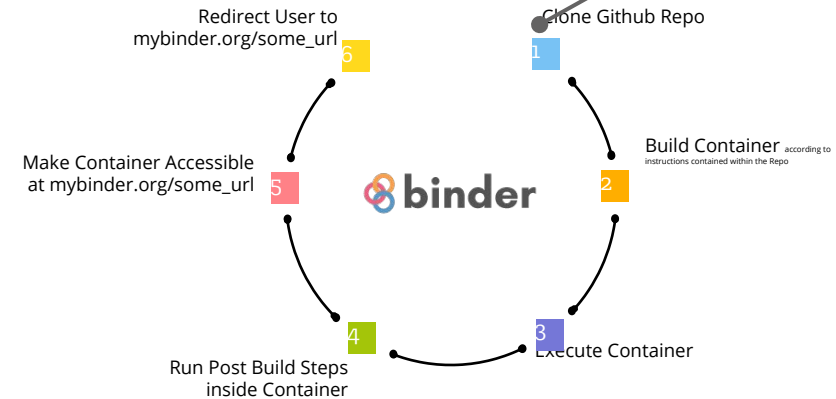 Clone Github Repo
1
Build Container according to
instructions contained within the Repo
2
3
Execute Container
4
Run Post Build Steps
inside Container
Make Container Accessible
at mybinder.org/some_url
5
Redirect User to
mybinder.org/some_url
6
binder